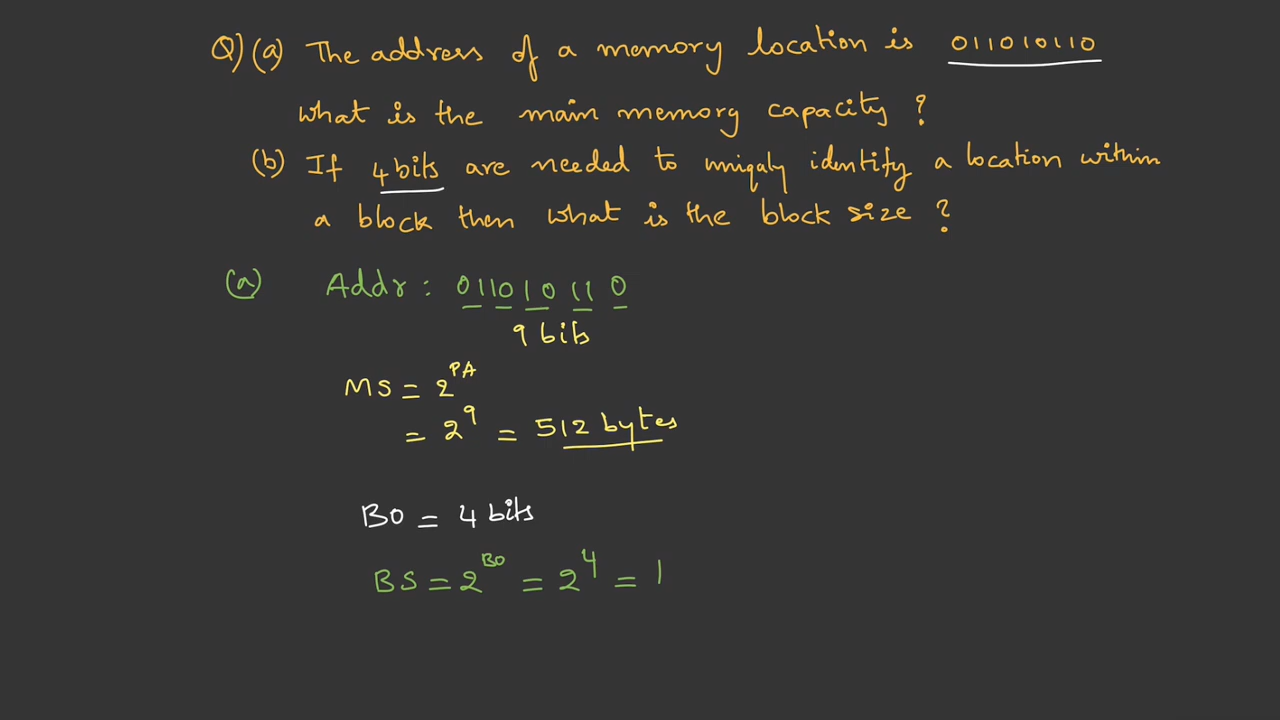 Q) (a) The address of a memory location is 011010110
what is the main memory capacity ?
(b) If 4 bits are needed to uniqaly identify a location within
a block then what is the block size ?
(a) Addr : 011010110
9 bits
MS = 2^PA
= 2^9 = 512 bytes
BO = 4 bits
BS = 2^BO = 2^4 = 1